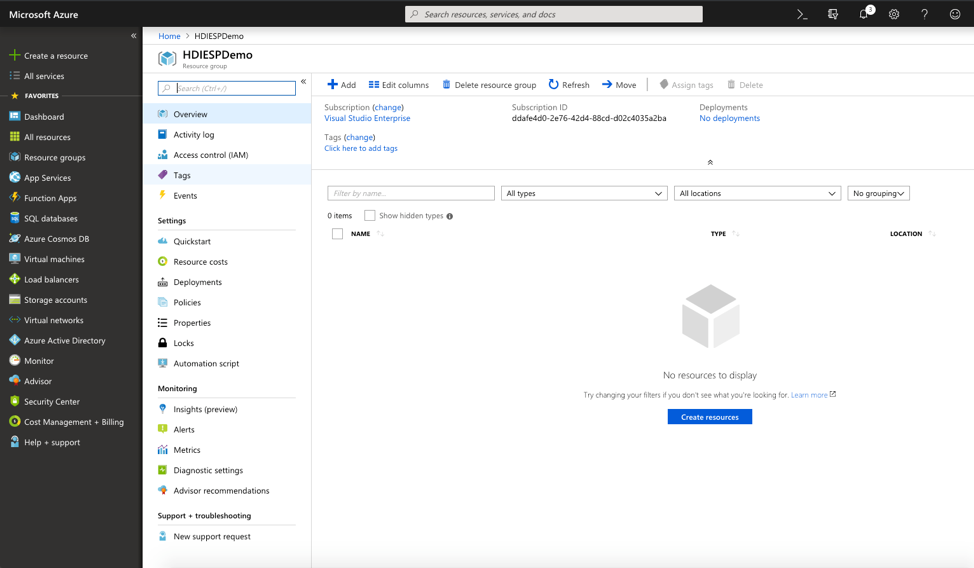 Microsoft Azure
Search resources, services, and docs
3
Home > HDIESPDemo
HDIESPDemo
Resource group
Create a resource
All services
FAVORITES
Dashboard
All resources
Resource groups
App Services
Function Apps
SQL databases
Azure Cosmos DB
Virtual machines
Load balancers
Storage accounts
Virtual networks
Azure Active Directory
Monitor
Advisor
Security Center
Cost Management + Billing
Help + support
Search (Ctrl+/)
Overview
Activity log
Access control (IAM)
Tags
Events
Settings
Quickstart
Resource costs
Deployments
Policies
Properties
Locks
Automation script
Monitoring
Insights (preview)
Alerts
Metrics
Diagnostic settings
Advisor recommendations
Support + troubleshooting
New support request
Add Edit columns Delete resource group Refresh Move Assign tags Delete
Subscription (change)
Visual Studio Enterprise
Subscription ID
ddafe4d0-2e76-42d4-88cd-d02c4035a2ba
Deployments
No deployments
Tags (change)
Click here to add tags
Filter by name... All types All locations No grouping
0 items Show hidden types
NAME TYPE LOCATION
No resources to display
Try changing your filters if you don't see what you're looking for. Learn more
Create resources